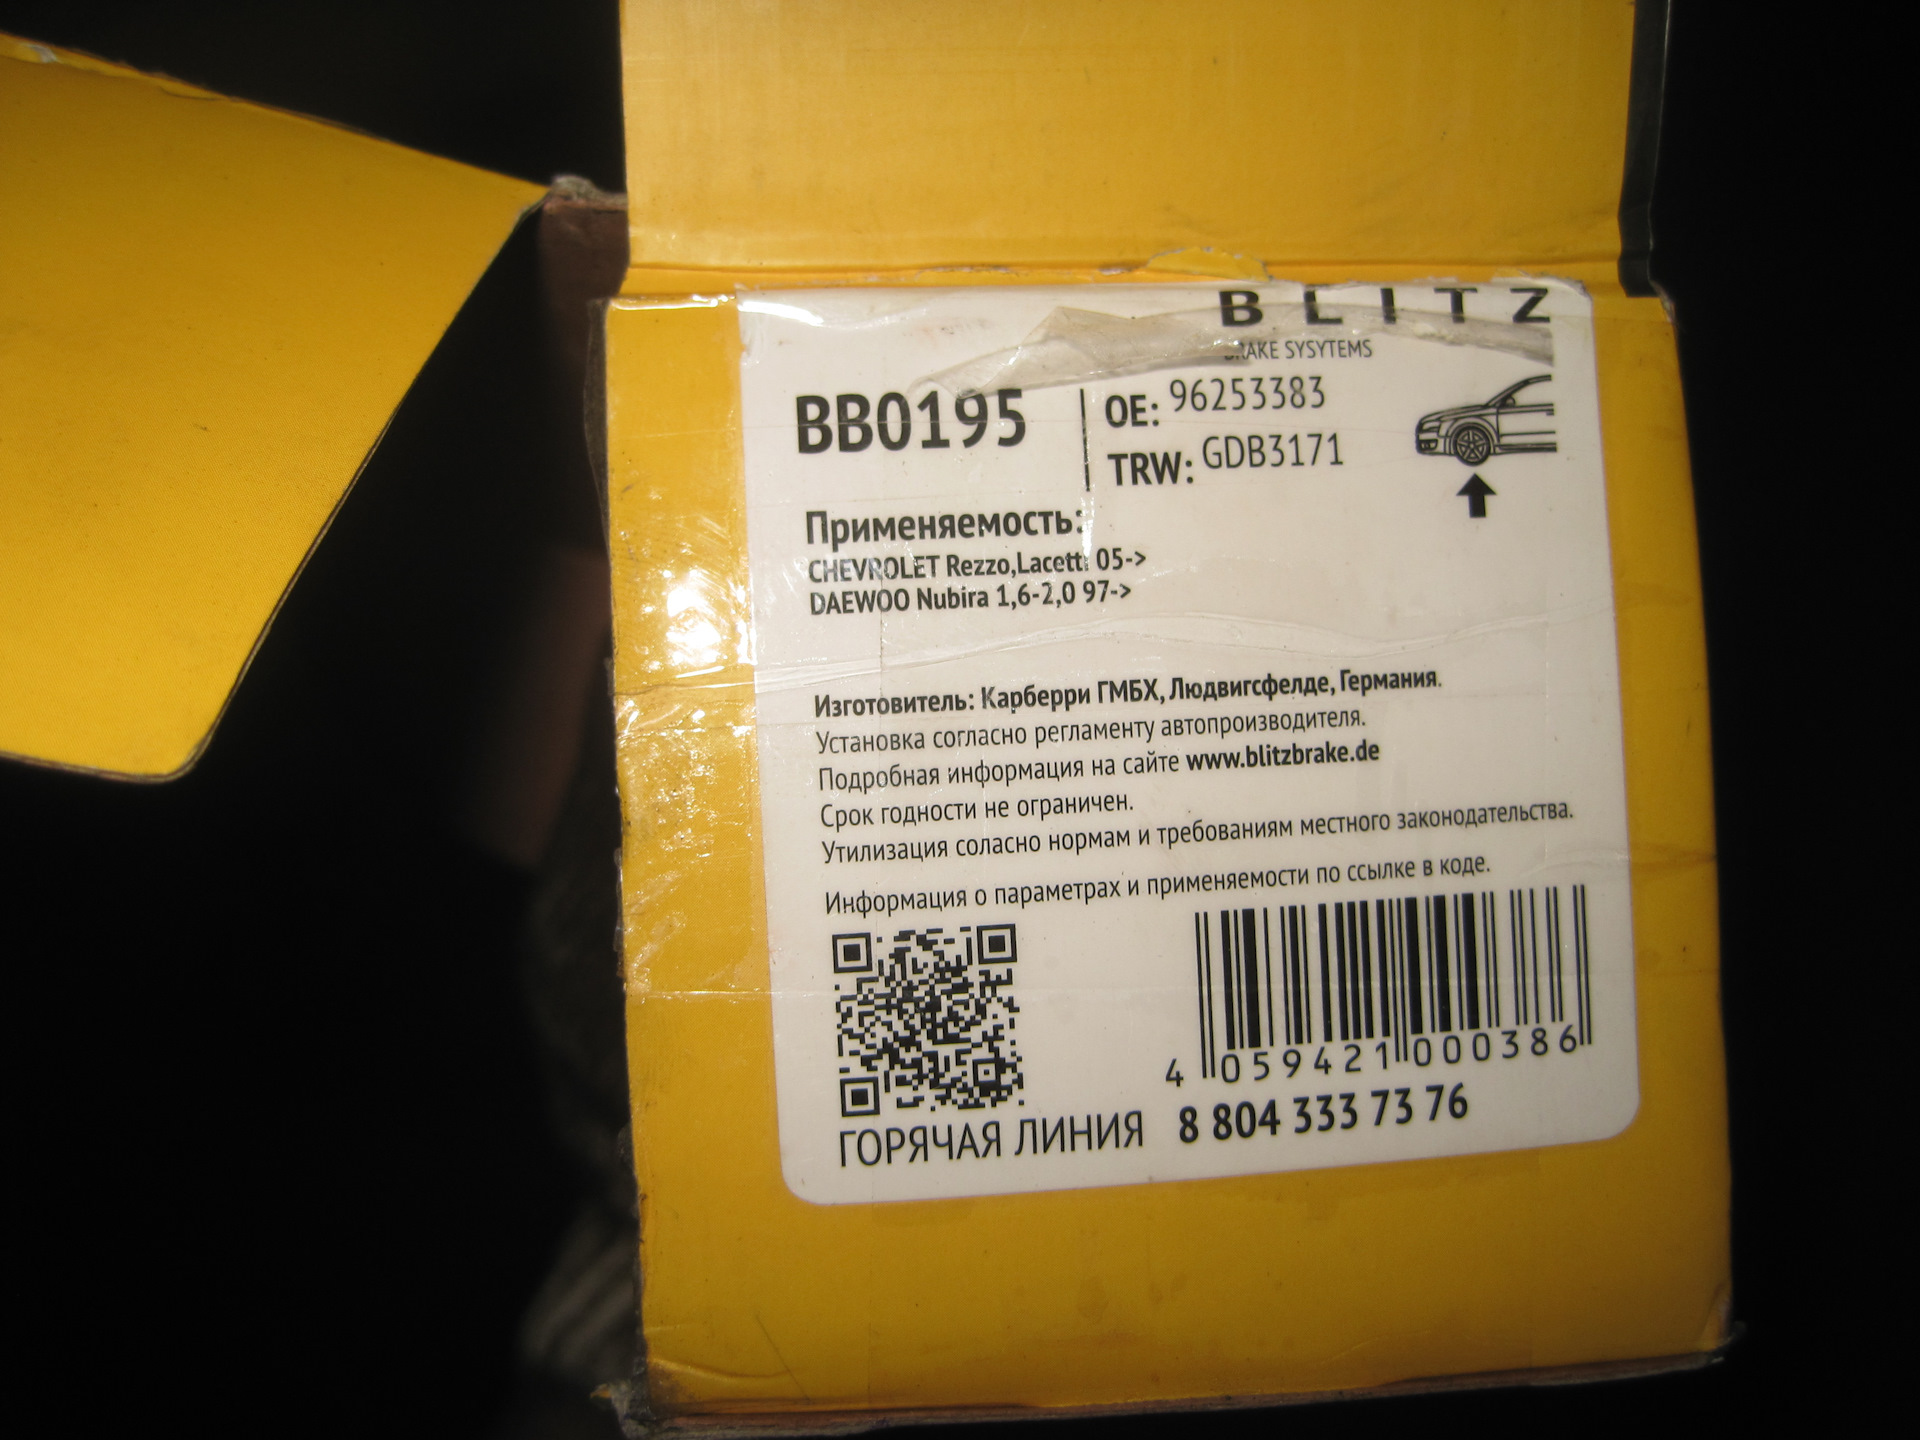 BLITZ
BRAKE SYSYTEMS
BB0195
OE: 96253383
TRW: GDB3171
Применяемость:
CHEVROLET Rezzo,Lacetti 05->
DAEWOO Nubira 1,6-2,0 97->
Изготовитель: Карберри ГМБХ, Людвигсфелде, Германия.
Установка согласно регламенту автопроизводителя.
Подробная информация на сайте www.blitzbrake.de
Срок годности не ограничен.
Утилизация соласно нормам и требованиям местного законодательства.
Информация о параметрах и применяемости по ссылке в коде.
4 059421 000386
ГОРЯЧАЯ ЛИНИЯ 8 804 333 73 76